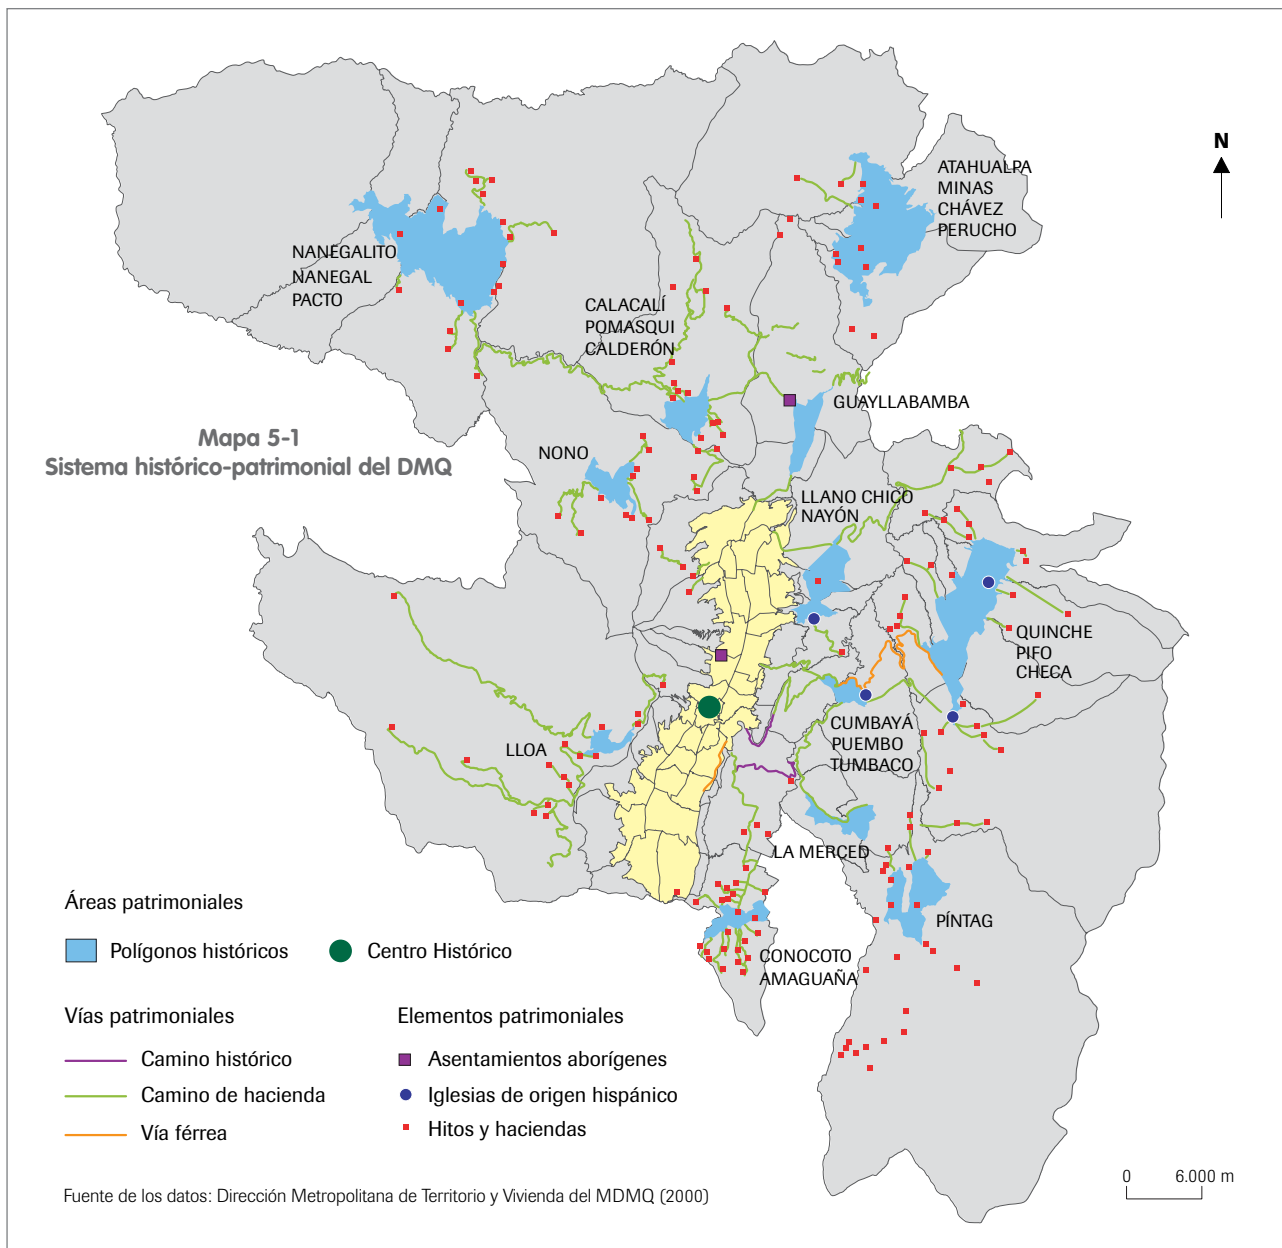 N
ATAHUALPA
MINAS
CHÁVEZ
PERUCHO
NANEGALITO
NANEGAL
PACTO
CALACALÍ
POMASQUI
CALDERÓN
GUAYLLABAMBA
Mapa 5-1
Sistema histórico-patrimonial del DMQ
NONO
LLANO CHICO
NAYÓN
QUINCHE
PIFO
CHECA
CUMBAYÁ
PUEMBO
TUMBACO
LLOA
LA MERCED
PÍNTAG
CONOCOTO
AMAGUAÑA
Áreas patrimoniales
Polígonos históricos
Centro Histórico
Vías patrimoniales
Camino histórico
Camino de hacienda
Vía férrea
Elementos patrimoniales
Asentamientos aborígenes
Iglesias de origen hispánico
Hitos y haciendas
0 6.000 m
Fuente de los datos: Dirección Metropolitana de Territorio y Vivienda del MDMQ (2000)